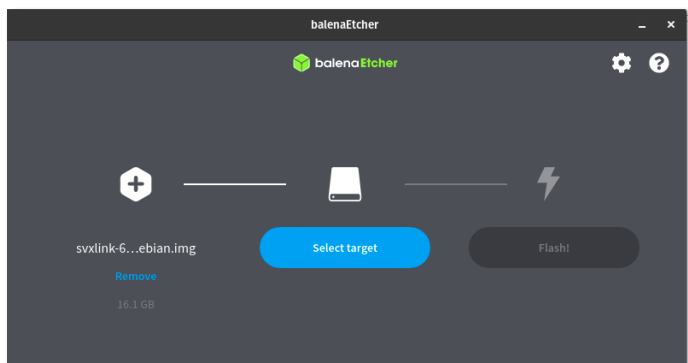 balenaEtcher
balenaEtcher
svxlink-6...ebian.img
Select target
Flash!
Remove
16.1 GB